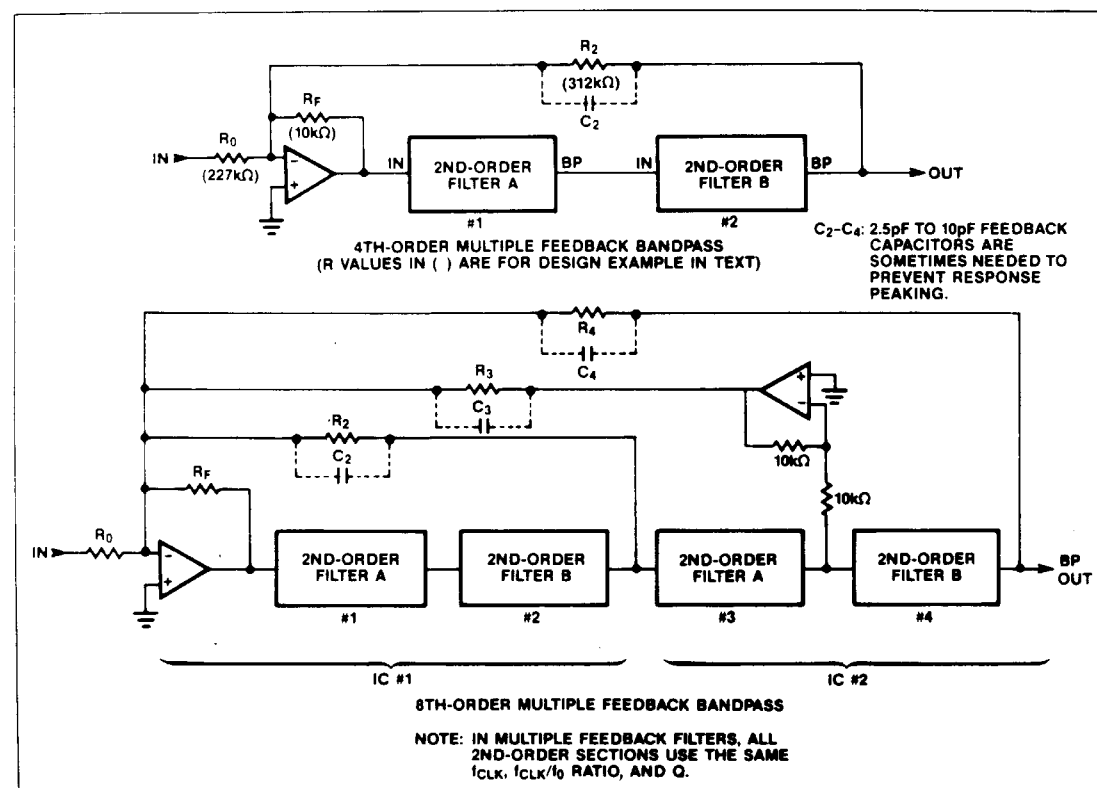 R2
(312kΩ)
C2
RF
(10kΩ)
R0
IN
(227kΩ)
−
+
IN
2ND-ORDER
FILTER A
BP
#1
IN
2ND-ORDER
FILTER B
BP
#2
OUT
4TH-ORDER MULTIPLE FEEDBACK BANDPASS
(R VALUES IN ( ) ARE FOR DESIGN EXAMPLE IN TEXT)
C2–C4: 2.5pF TO 10pF FEEDBACK
CAPACITORS ARE
SOMETIMES NEEDED TO
PREVENT RESPONSE
PEAKING.
R4
C4
R3
C3
+
−
R2
C2
10kΩ
10kΩ
RF
R0
IN
−
+
2ND-ORDER
FILTER A
#1
2ND-ORDER
FILTER B
#2
2ND-ORDER
FILTER A
#3
2ND-ORDER
FILTER B
#4
BP
OUT
IC #1
IC #2
8TH-ORDER MULTIPLE FEEDBACK BANDPASS
NOTE: IN MULTIPLE FEEDBACK FILTERS, ALL
2ND-ORDER SECTIONS USE THE SAME
fCLK, fCLK/f0 RATIO, AND Q.